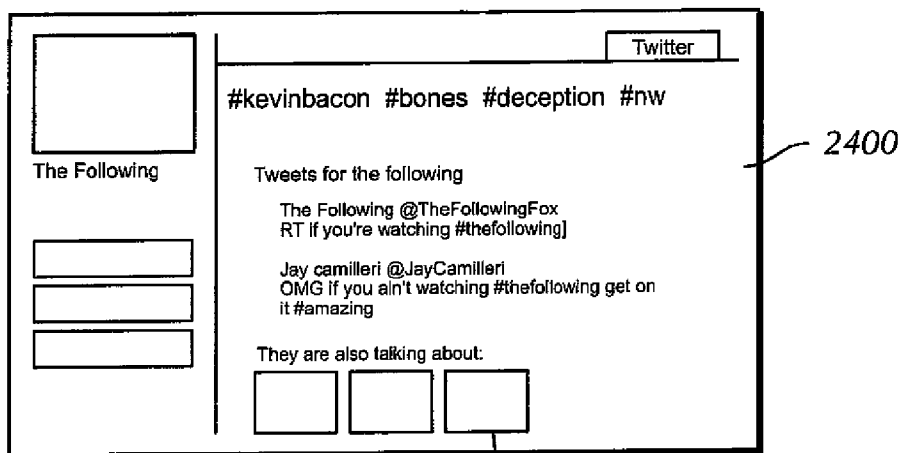 Twitter
#kevinbacon #bones #deception #nw
2400
The Following
Tweets for the following
The Following @TheFollowingFox
RT if you're watching #thefollowing]
Jay camilleri @JayCamilleri
OMG if you ain't watching #thefollowing get on
it #amazing
They are also talking about: